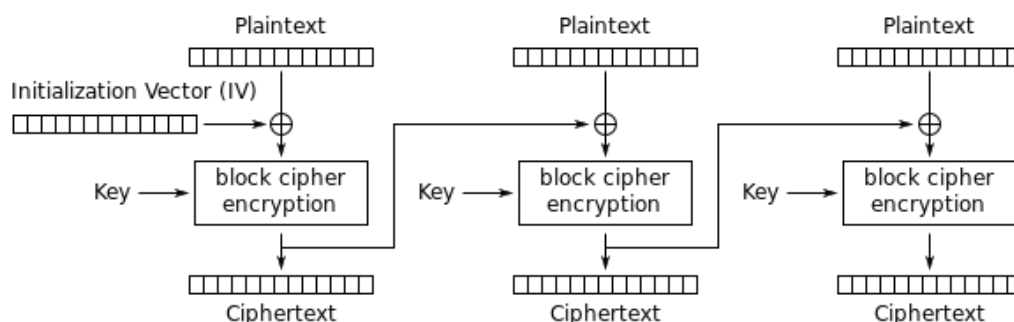 Plaintext
Plaintext
Plaintext
Initialization Vector (IV)
Key
block cipher
encryption
Key
block cipher
encryption
Key
block cipher
encryption
Ciphertext
Ciphertext
Ciphertext